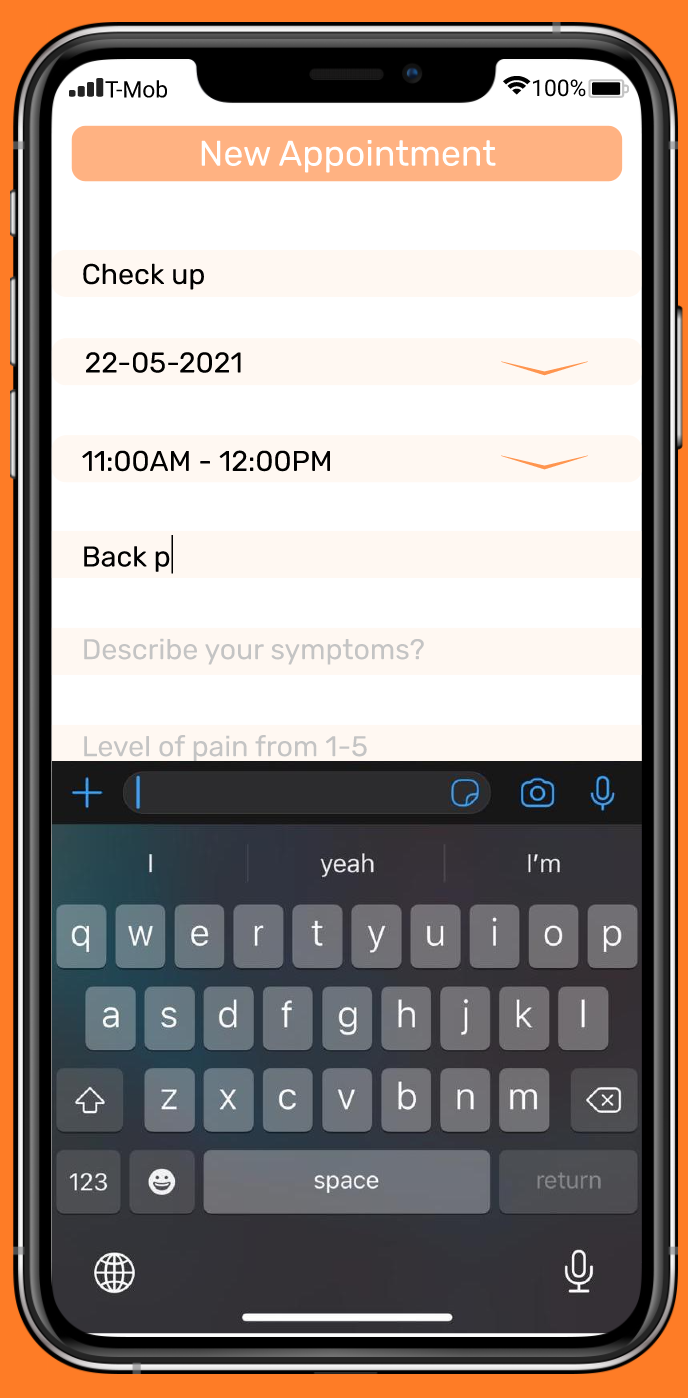 T-Mob 100%
New Appointment
Check up
22-05-2021
11:00AM - 12:00PM
Back p
Describe your symptoms?
Level of pain from 1-5
I yeah I'm
q w e r t y u i o p
a s d f g h j k l
z x c v b n m
123 space return